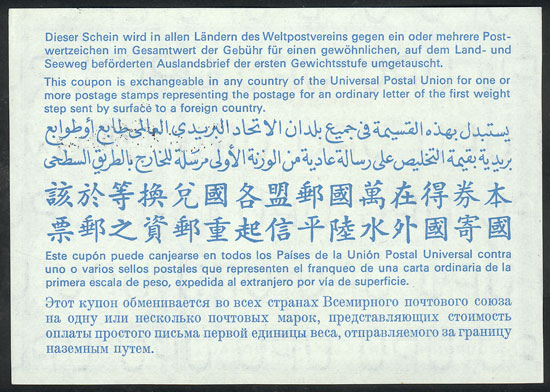 Dieser Schein wird in allen Ländern des Weltpostvereins gegen ein oder mehrere Post-
wertzeichen im Gesamtwert der Gebühr für einen gewöhnlichen, auf dem Land- und
Seeweg beförderten Auslandsbrief der ersten Gewichtsstufe umgetauscht.
This coupon is exchangeable in any country of the Universal Postal Union for one or
more postage stamps representing the postage for an ordinary letter of the first weight
step sent by surface to a foreign country.
يستبدل بهذه القسيمة فى جميع بلدان الاتحاد البريدى العالمى طابع أو طوابع
بريدية بقيمة التخليص على رسالة عادية من الوزنة الأولى مرسلة للخارج بالطريق السطحى
本券得在萬國郵盟各國兌換等於該
國寄國外水陸平信起重郵資之郵票
Este cupón puede canjearse en todos los Países de la Unión Postal Universal contra
uno o varios sellos postales que representen el franqueo de una carta ordinaria de la
primera escala de peso, expedida al extranjero por vía de superficie.
Этот купон обменивается во всех странах Всемирного почтового союза
на одну или несколько почтовых марок, представляющих стоимость
оплаты простого письма первой единицы веса, отправляемого за границу
наземным путем.